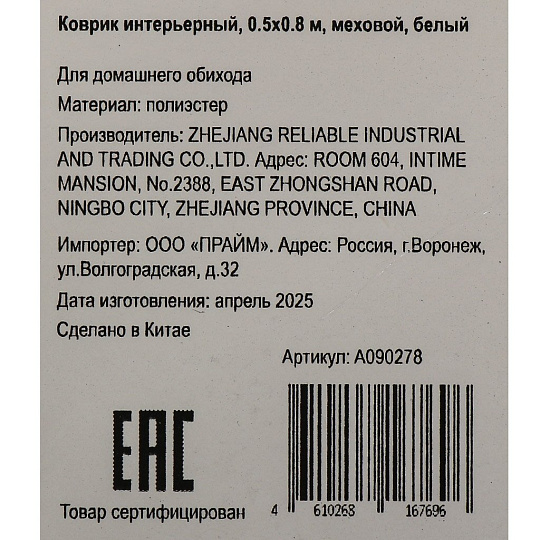 Коврик интерьерный, 0.5х0.8 м, меховой, белый
Для домашнего обихода
Материал: полиэстер
Производитель: ZHEJIANG RELIABLE INDUSTRIAL
AND TRADING CO.,LTD. Адрес: ROOM 604, INTIME
MANSION, No.2388, EAST ZHONGSHAN ROAD,
NINGBO CITY, ZHEJIANG PROVINCE, CHINA
Импортер: ООО «ПРАЙМ». Адрес: Россия, г.Воронеж,
ул.Волгоградская, д.32
Дата изготовления: апрель 2025
Сделано в Китае
Артикул: A090278
EAC
Товар сертифицирован
4 610268 167696